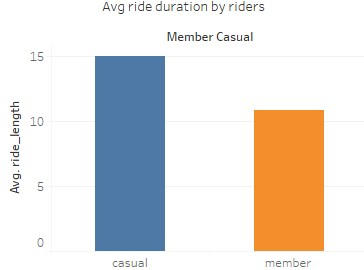 Avg ride duration by riders
Member Casual
15
10
5
0
Avg. ride_length
casual
member